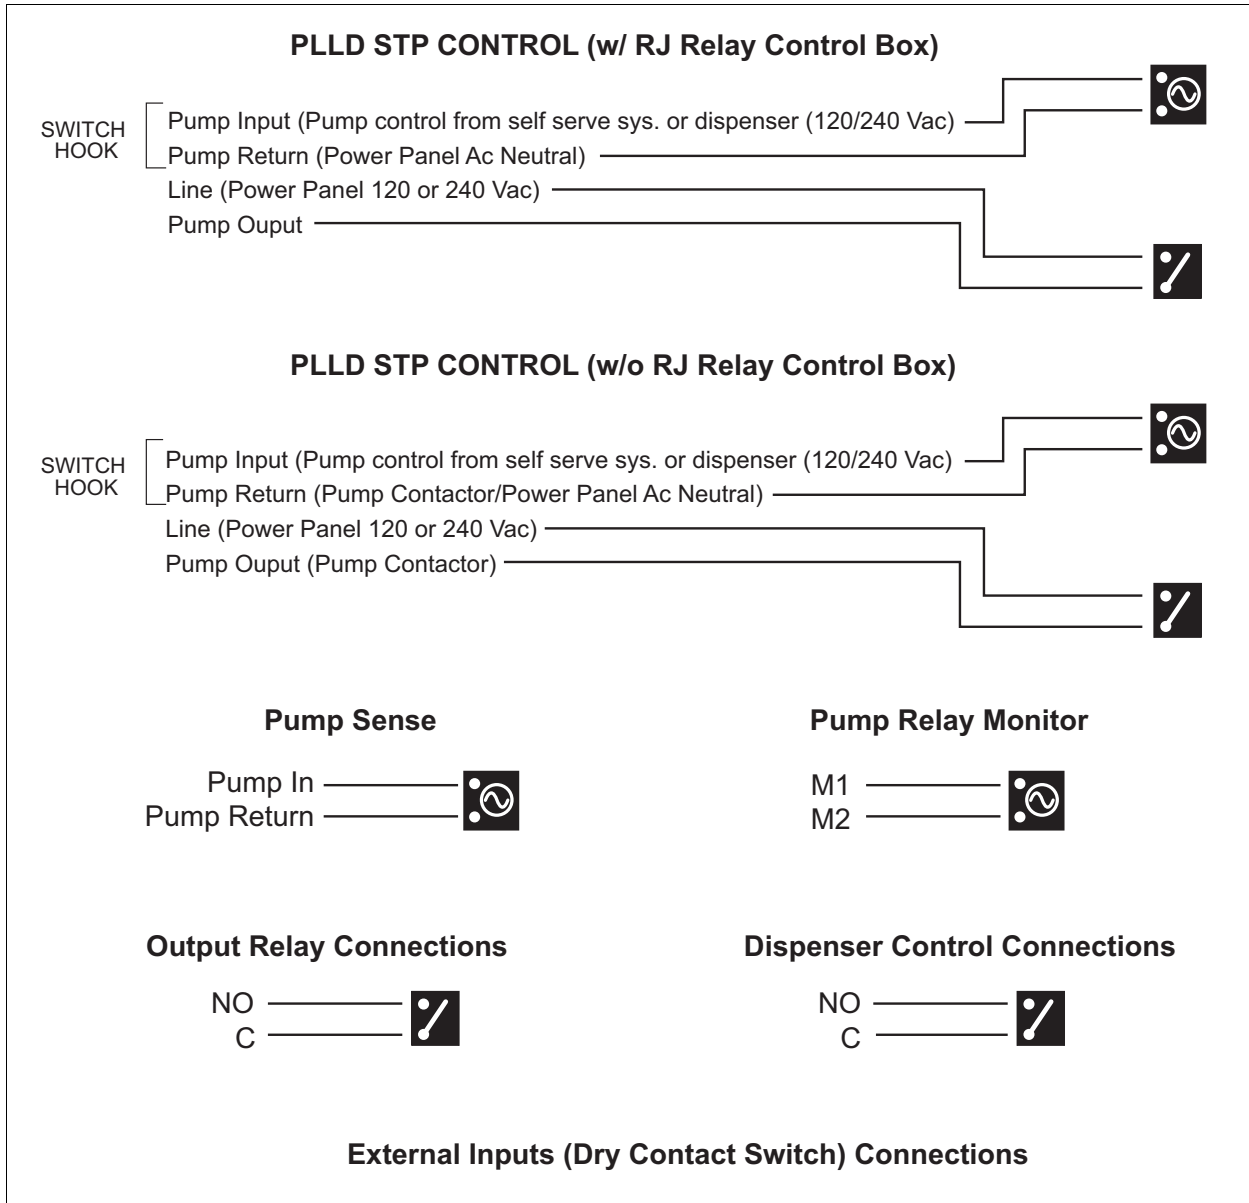 PLLD STP CONTROL (w/ RJ Relay Control Box)
SWITCH
HOOK
Pump Input (Pump control from self serve sys. or dispenser (120/240 Vac)
Pump Return (Power Panel Ac Neutral)
Line (Power Panel 120 or 240 Vac)
Pump Ouput
PLLD STP CONTROL (w/o RJ Relay Control Box)
SWITCH
HOOK
Pump Input (Pump control from self serve sys. or dispenser (120/240 Vac)
Pump Return (Pump Contactor/Power Panel Ac Neutral)
Line (Power Panel 120 or 240 Vac)
Pump Ouput (Pump Contactor)
Pump Sense
Pump In
Pump Return
Pump Relay Monitor
M1
M2
Output Relay Connections
NO
C
Dispenser Control Connections
NO
C
External Inputs (Dry Contact Switch) Connections